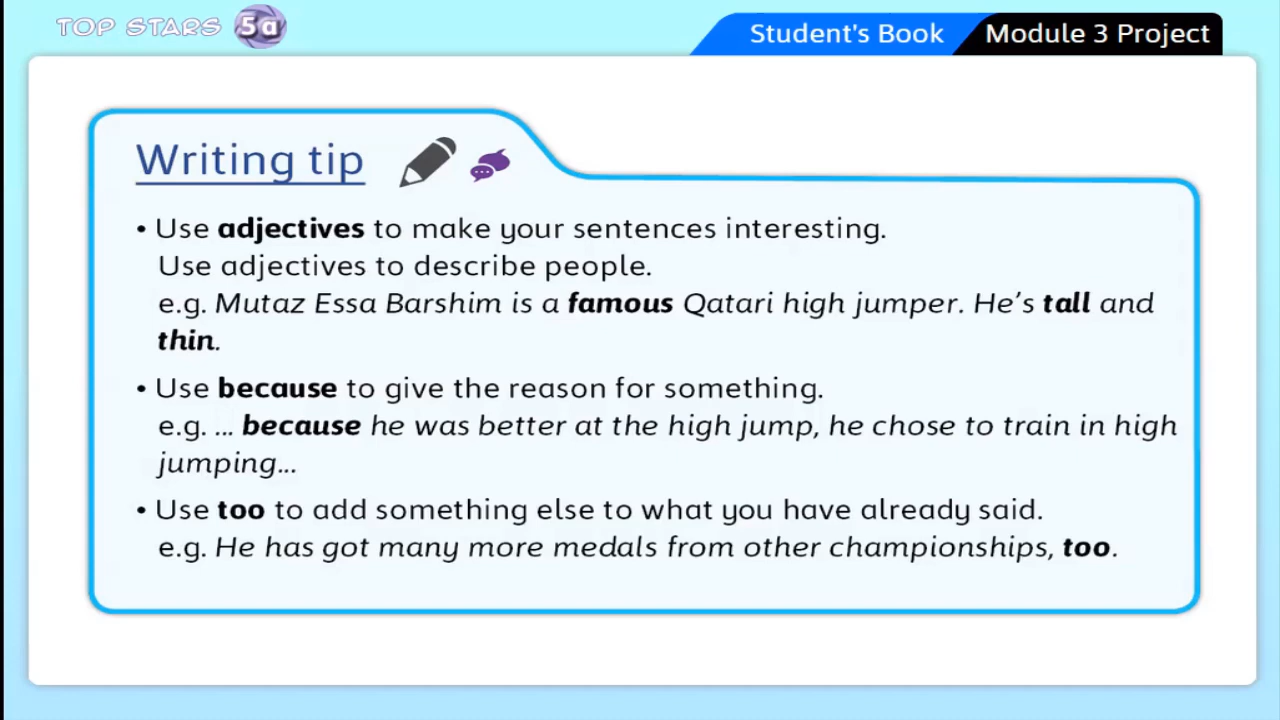 TOP STARS 5a
Student's Book
Module 3 Project
Writing tip
• Use adjectives to make your sentences interesting.
Use adjectives to describe people.
e.g. Mutaz Essa Barshim is a famous Qatari high jumper. He's tall and
thin.
• Use because to give the reason for something.
e.g. ... because he was better at the high jump, he chose to train in high
jumping...
• Use too to add something else to what you have already said.
e.g. He has got many more medals from other championships, too.